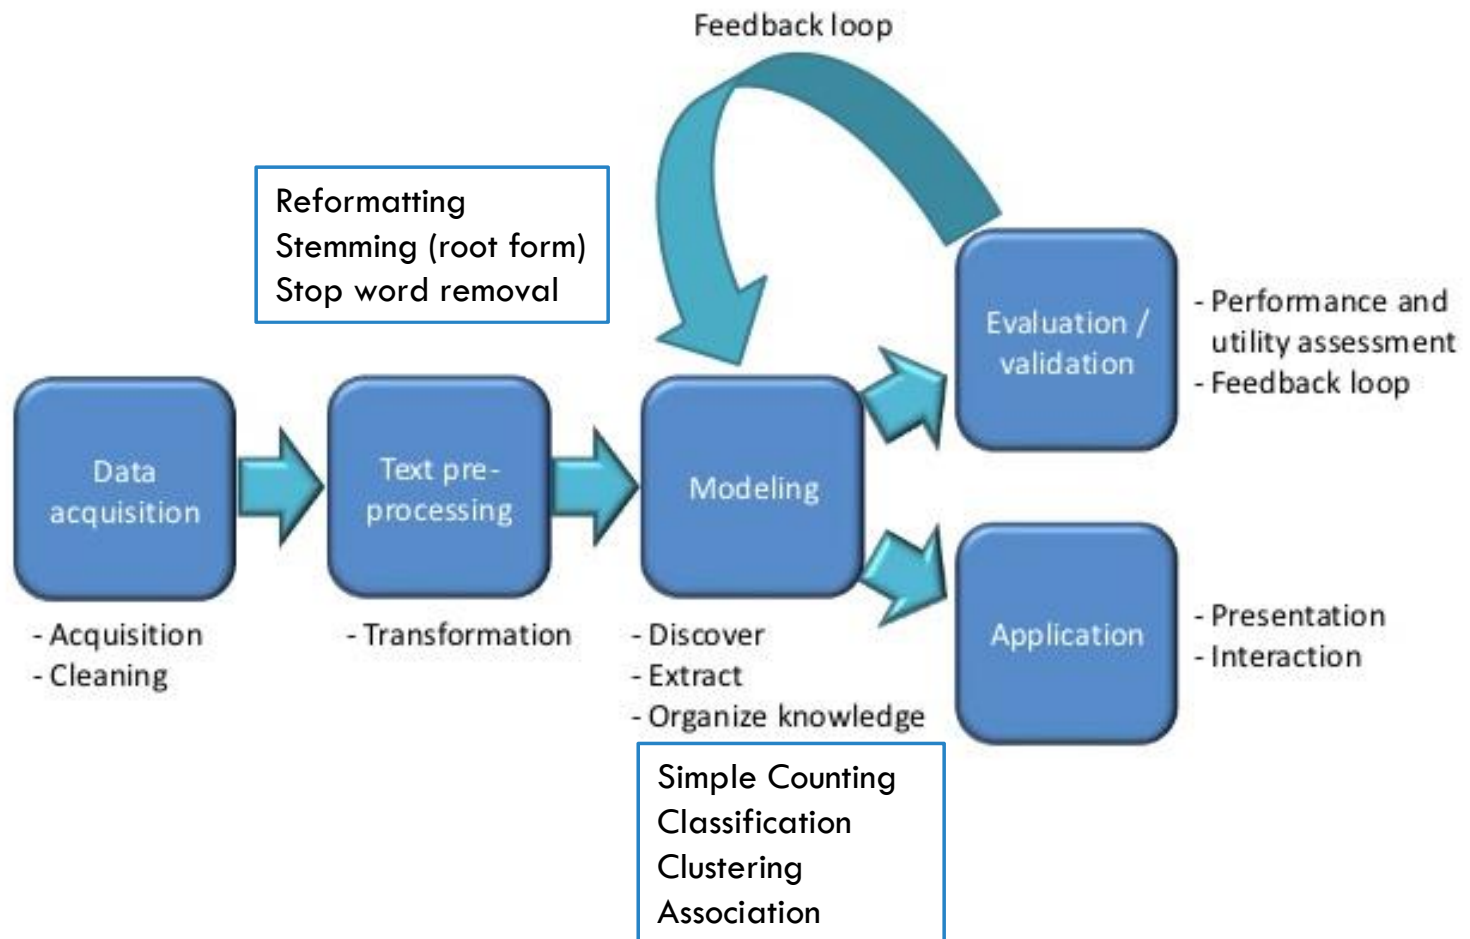 Feedback loop
Reformatting
Stemming (root form)
Stop word removal
Data
acquisition
- Acquisition
- Cleaning
Text pre-
processing
- Transformation
Modeling
- Discover
- Extract
- Organize knowledge
Simple Counting
Classification
Clustering
Association
Evaluation /
validation
- Performance and
utility assessment
- Feedback loop
Application
- Presentation
- Interaction